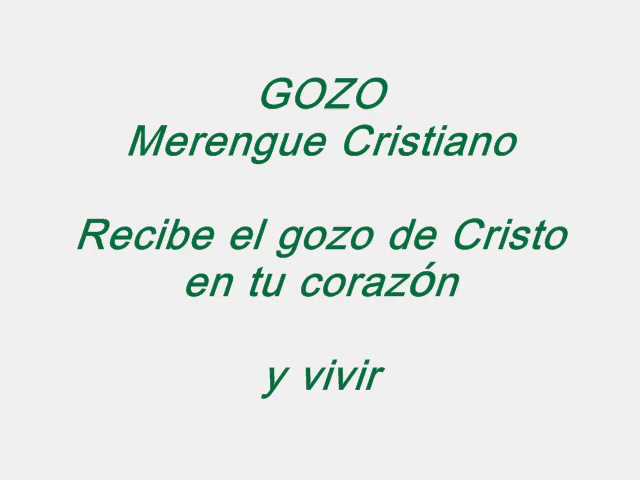 GOZO
Merengue Cristiano
Recibe el gozo de Cristo
en tu corazón
y vivir